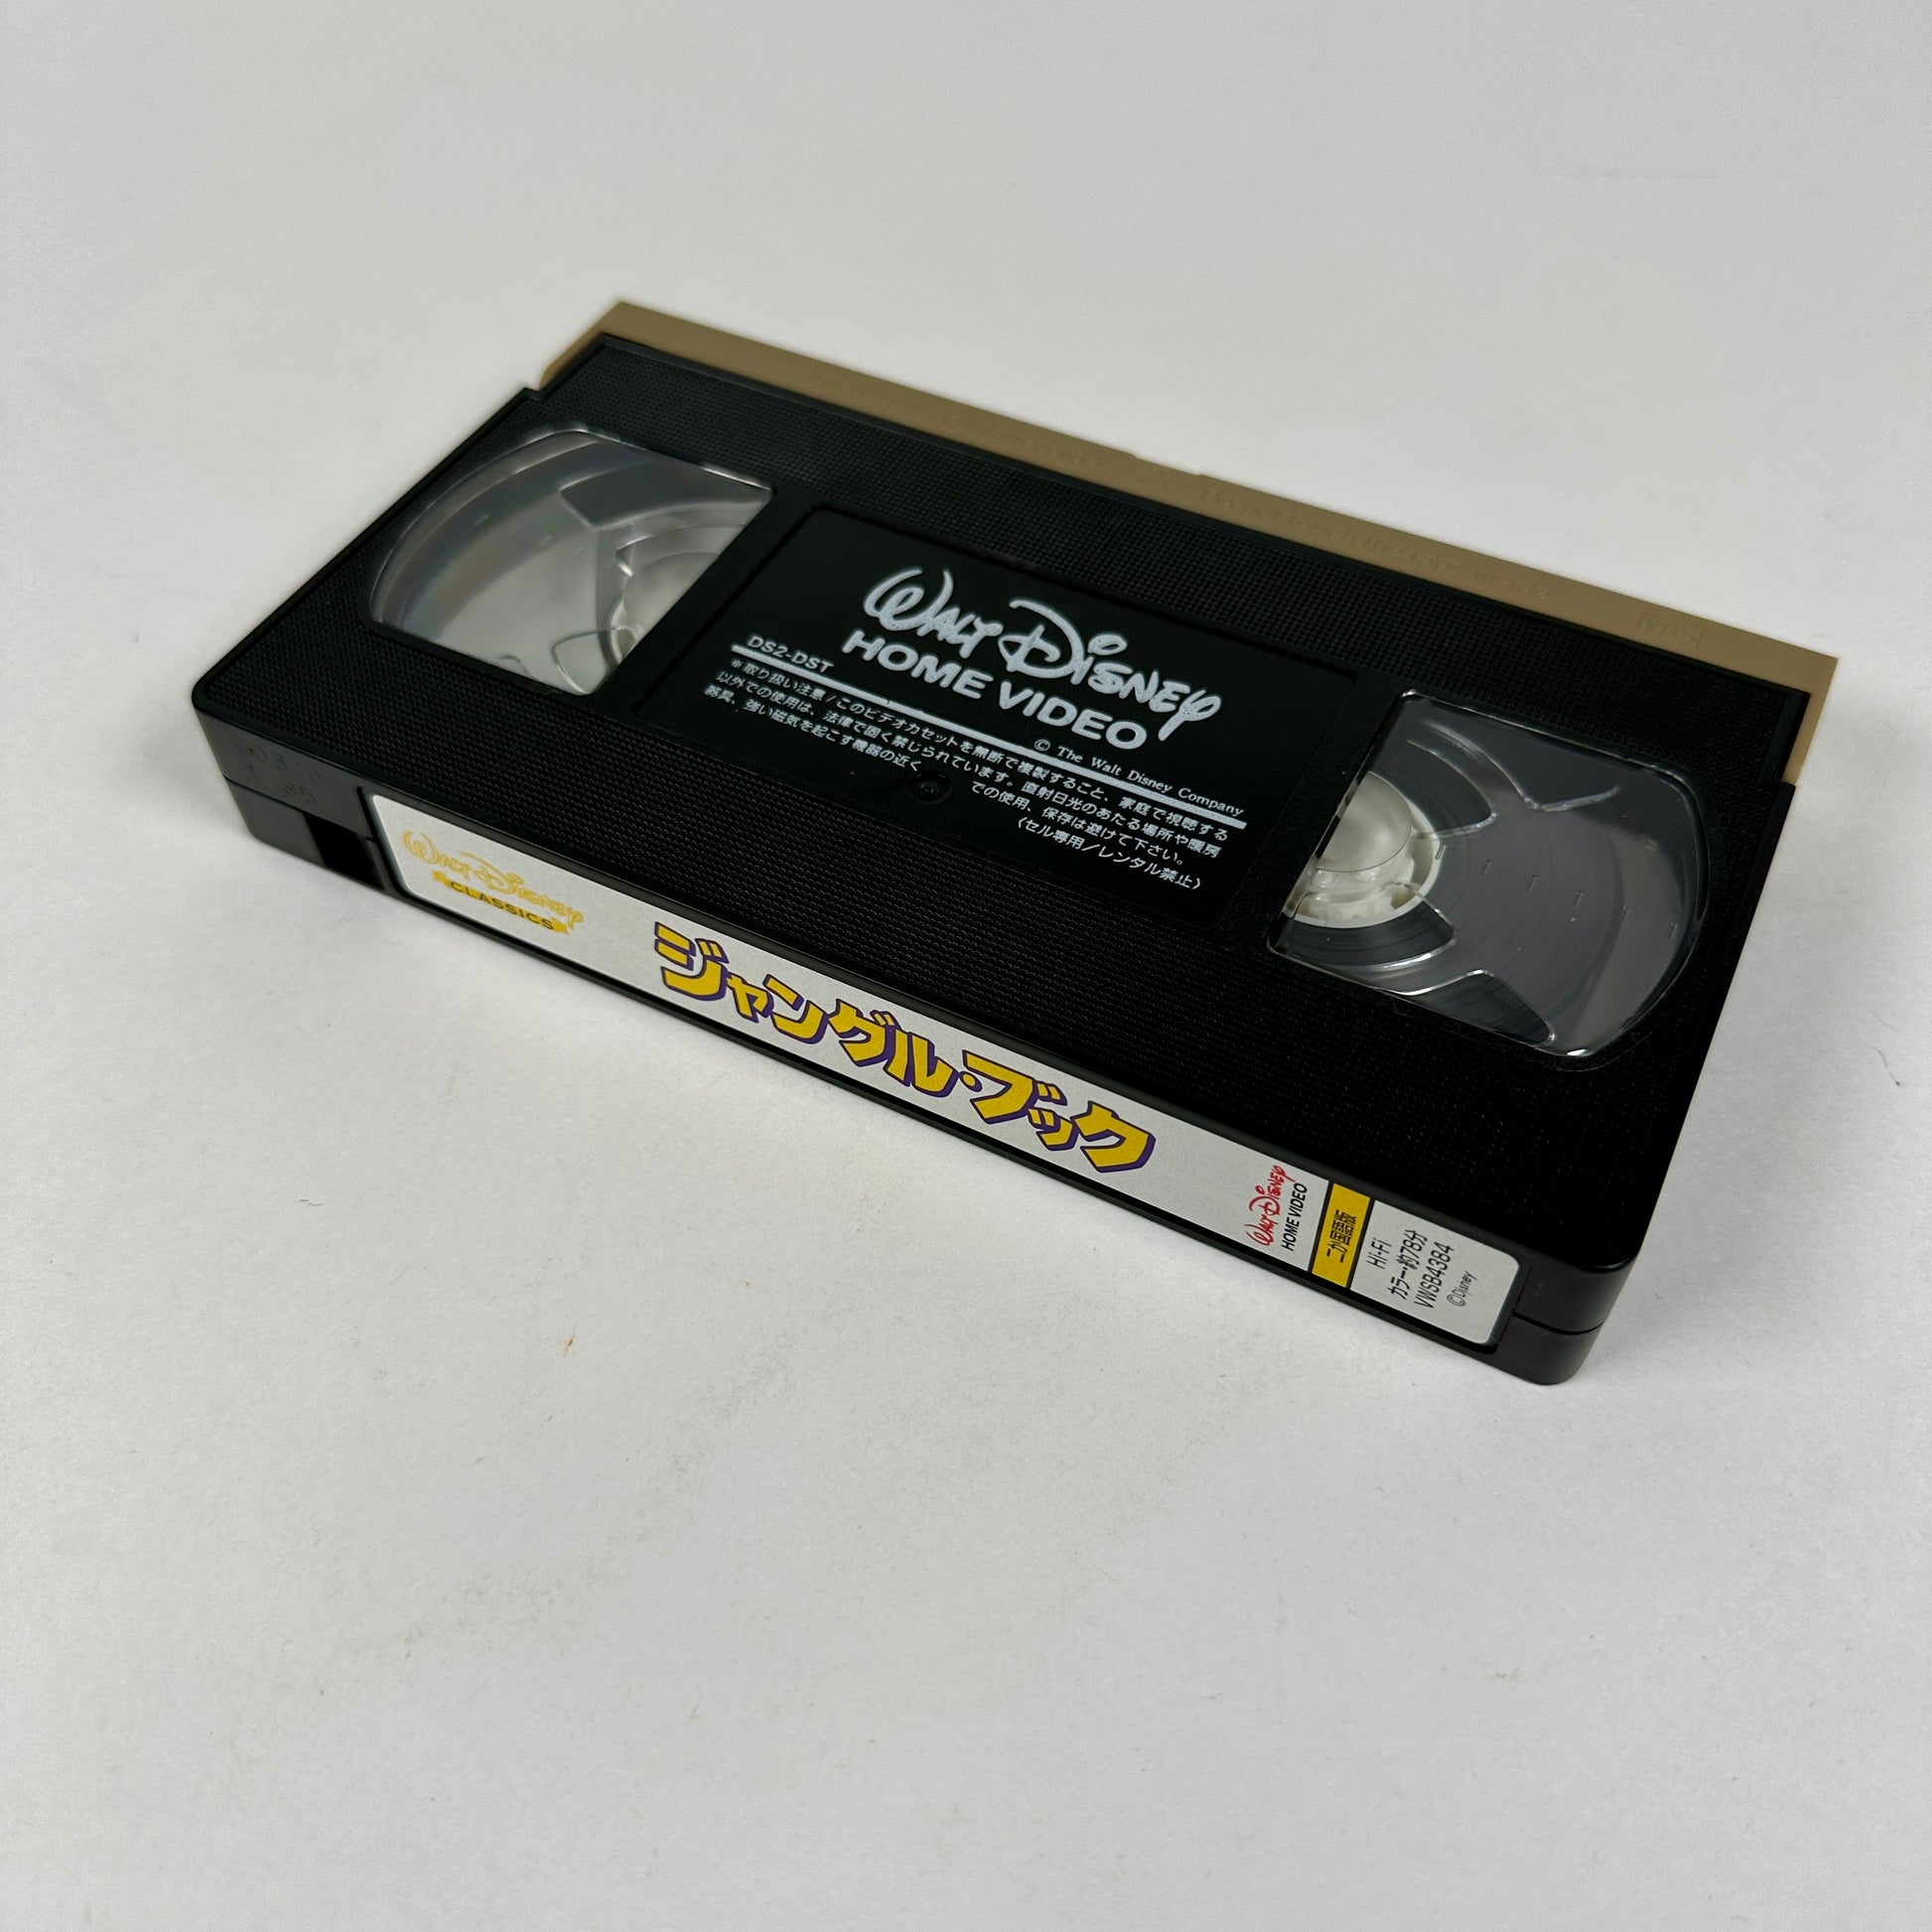 WALT DISNEY
HOME VIDEO
© The Walt Disney Company
DS2-DST
※取り扱い注意/このビデオカセットを無断で複製すること、家庭で視聴する
以外での使用は、法律で固く禁じられています。直射日光のあたる場所や暖房
器具、強い磁気を起こす機器の近く での使用、保存は避けて下さい。
〈セル専用/レンタル禁止〉
WALT DISNEY
CLASSICS
ジャングル・ブック
WALT DISNEY
HOME VIDEO
二か国語版
Hi-Fi
カラー・約78分
VWSB4384
©Disney